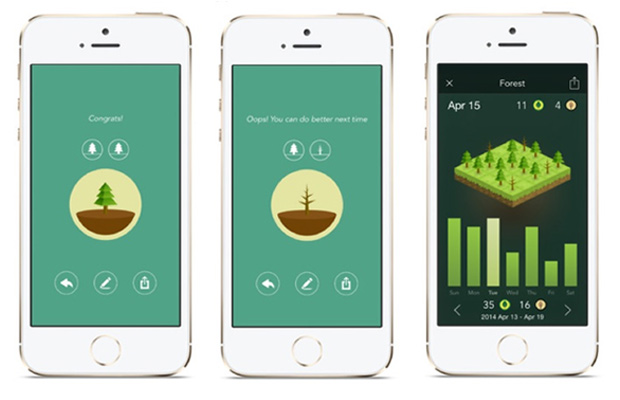 Congrats!
Oops! You can do better next time
Forest
Apr 15
11
4
Sun Mon Tue Wed Thu Fri Sat
35
16
2014 Apr 13 - Apr 19